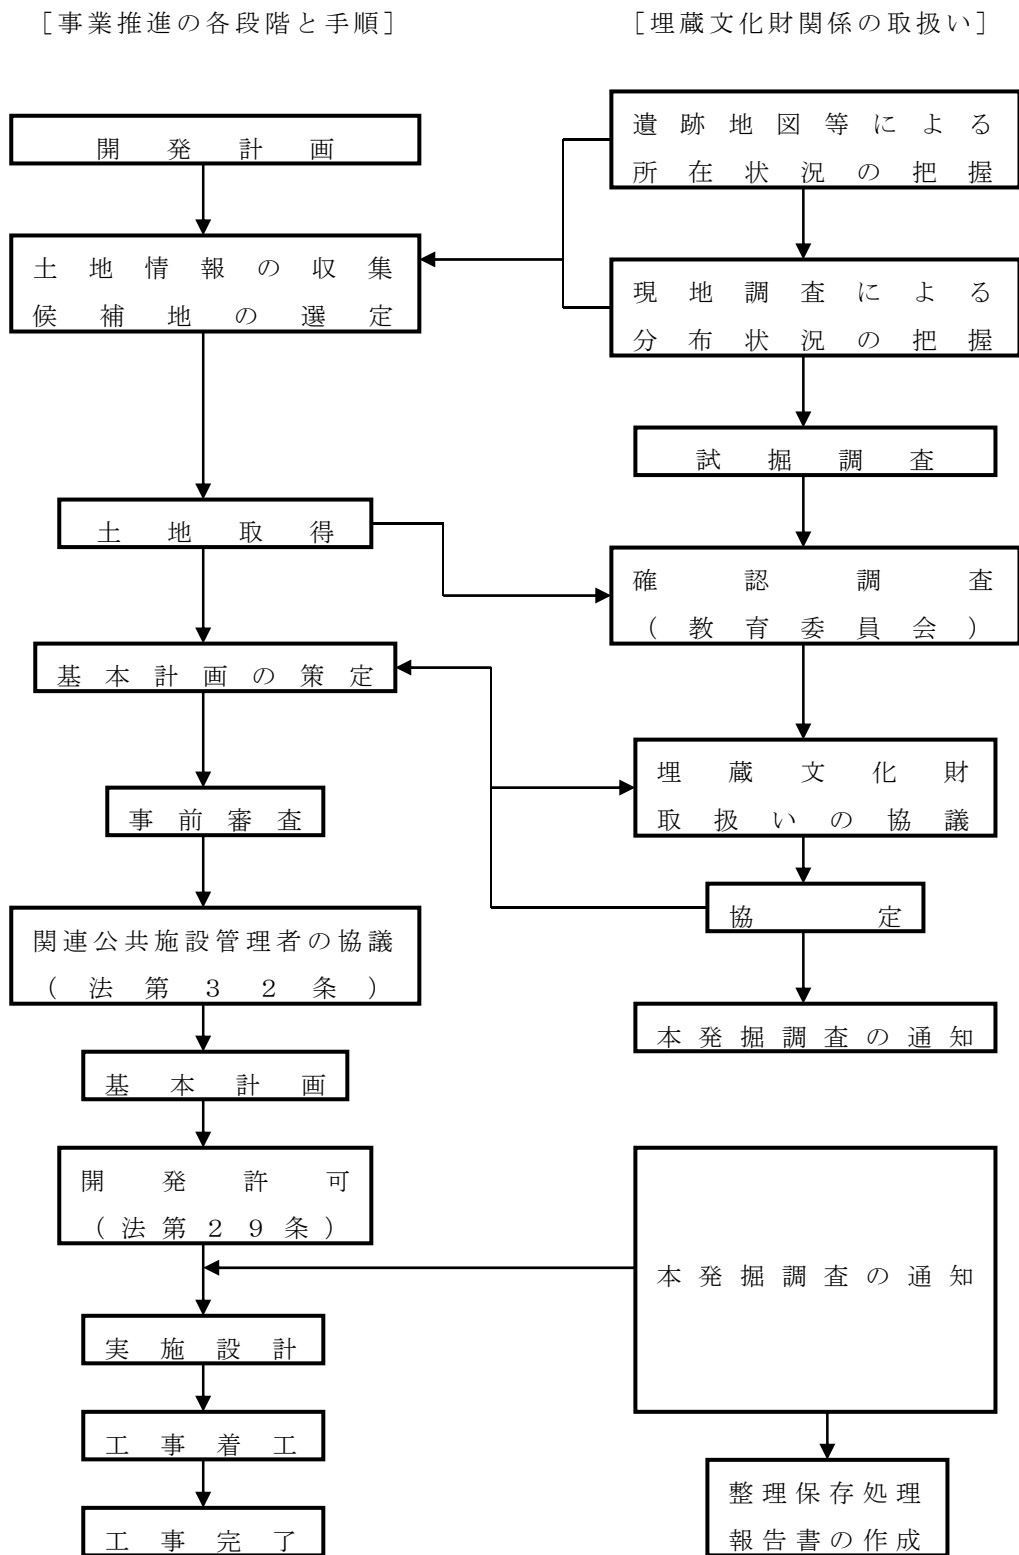 [事業推進の各段階と手順]
[埋蔵文化財関係の取扱い]
開発計画
土地情報の収集
候補地の選定
土地取得
基本計画の策定
事前審査
関連公共施設管理者の協議
(法第32条)
基本計画
開発許可
(法第29条)
実施設計
工事着工
工事完了
遺跡地図等による
所在状況の把握
現地調査による
分布状況の把握
試掘調査
確認調査
(教育委員会)
埋蔵文化財
取扱いの協議
協定
本発掘調査の通知
本発掘調査の通知
整理保存処理
報告書の作成